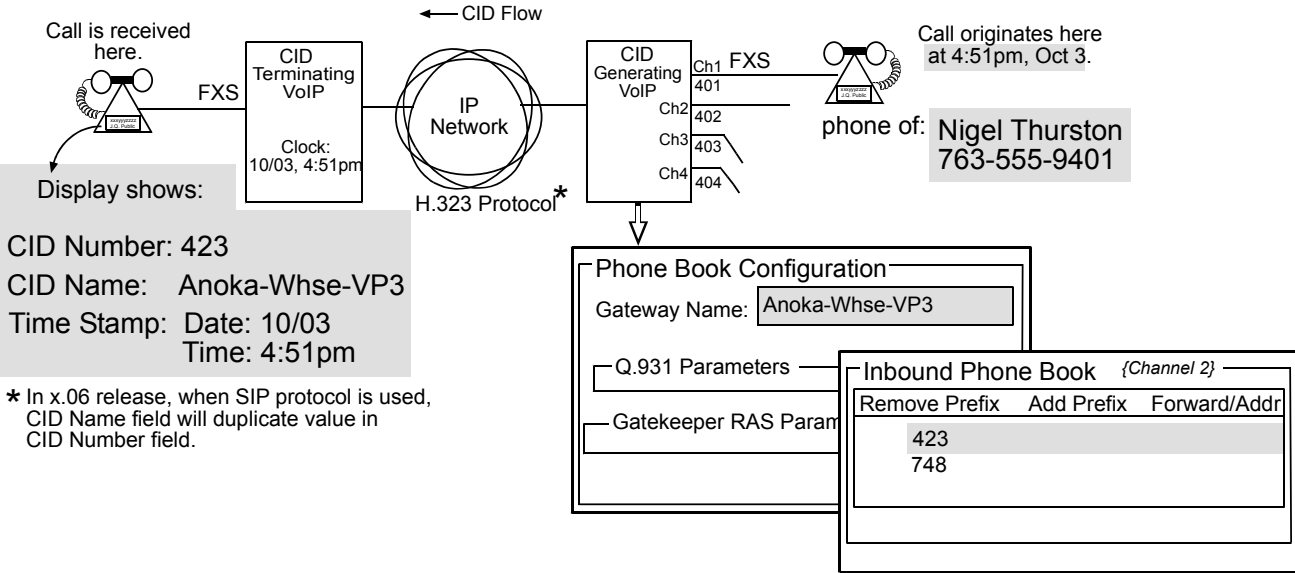 CID Flow
Call is received
here.
FXS
CID
Terminating
VoIP
Clock:
10/03, 4:51pm
IP
Network
H.323 Protocol*
CID
Generating
VoIP
Ch1
401
Ch2
402
Ch3
403
Ch4
404
FXS
Call originates here
at 4:51pm, Oct 3.
phone of:
Nigel Thurston
763-555-9401
J.Q. Public
J.Q. Public
Display shows:
CID Number: 423
CID Name: Anoka-Whse-VP3
Time Stamp: Date: 10/03
Time: 4:51pm
* In x.06 release, when SIP protocol is used,
CID Name field will duplicate value in
CID Number field.
Phone Book Configuration
Gateway Name: Anoka-Whse-VP3
Q.931 Parameters
Gatekeeper RAS Param
Inbound Phone Book {Channel 2}
Remove Prefix Add Prefix Forward/Addr
423
748